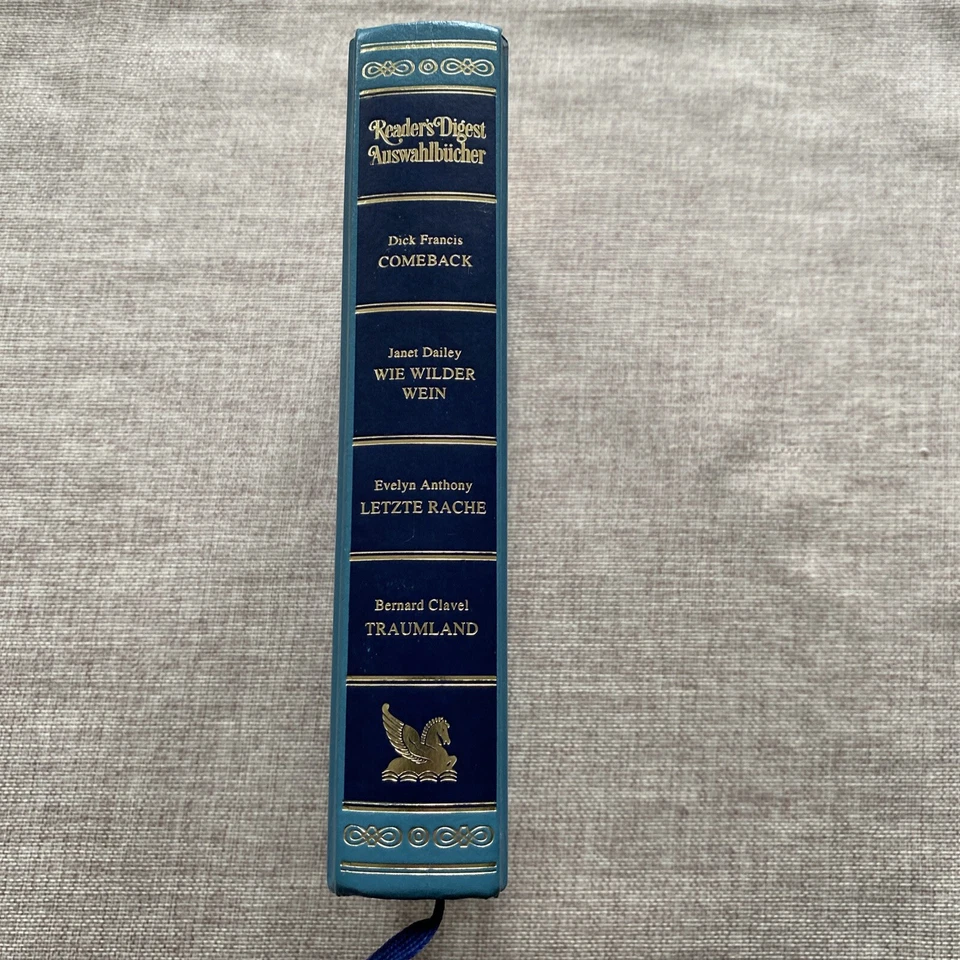 Reader's Digest
Auswahlbücher
Dick Francis
COMEBACK
Janet Dailey
WIE WILDER
WEIN
Evelyn Anthony
LETZTE RACHE
Bernard Clavel
TRAUMLAND